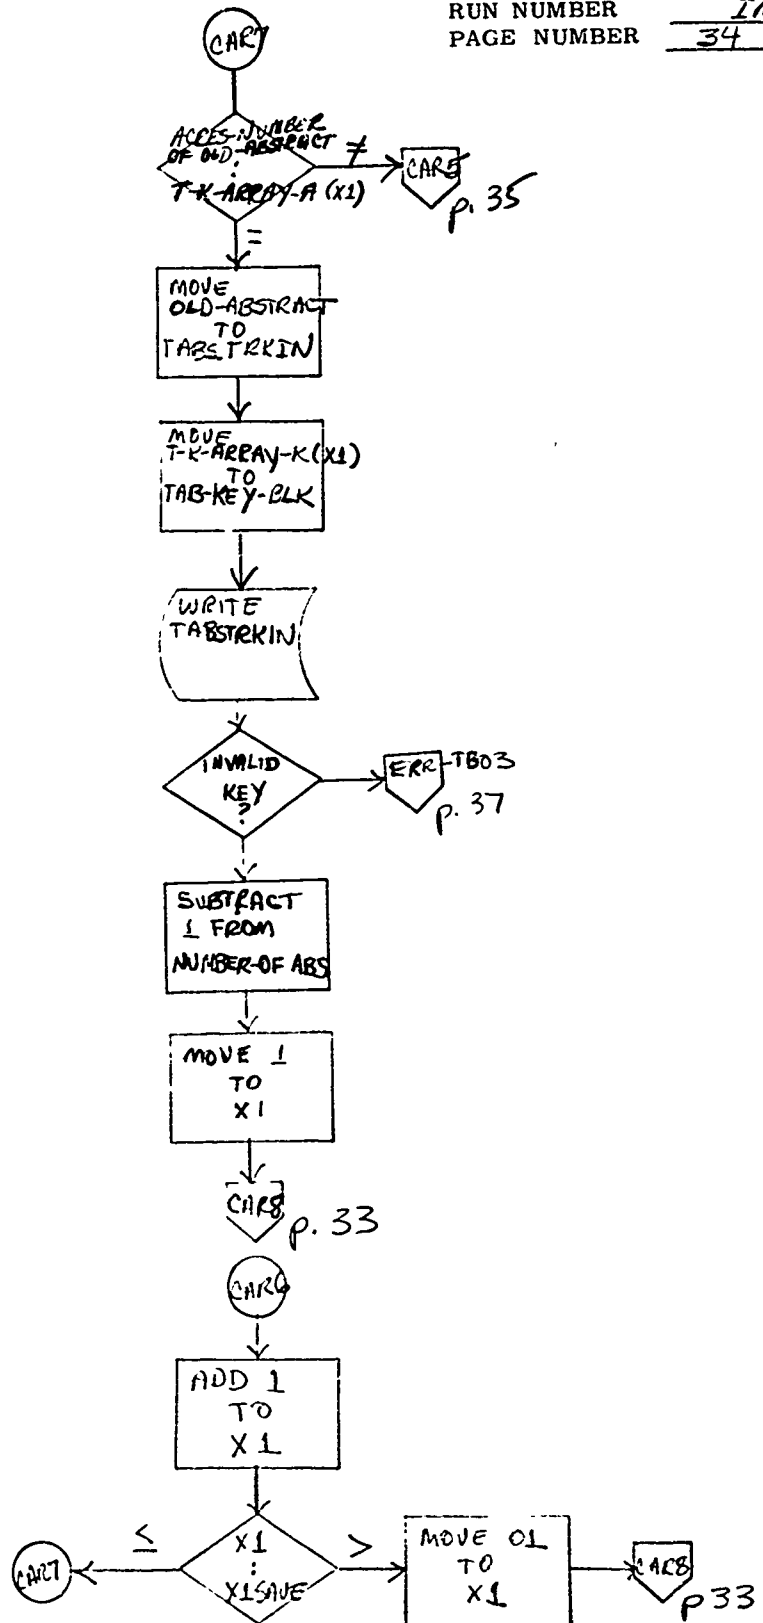 RUN NUMBER
PAGE NUMBER 34
CAR7
ACCES-NUMBER
OF OLD-ABSTRACT
:
T-K-ARRAY-A (X1)
≠
CAR5
p. 35
=
MOVE
OLD-ABSTRACT
TO
TABSTRKIN
MOVE
T-K-ARRAY-K(X1)
TO
TAB-KEY-BLK
WRITE
TABSTRKIN
INVALID
KEY
?
ERR-TB03
p. 37
SUBTRACT
1 FROM
NUMBER-OF ABS
MOVE 1
TO
X1
CAR8
p. 33
CAR6
ADD 1
TO
X1
≤
X1
:
X1SAVE
>
CAR7
MOVE 01
TO
X1
CAR8
p33